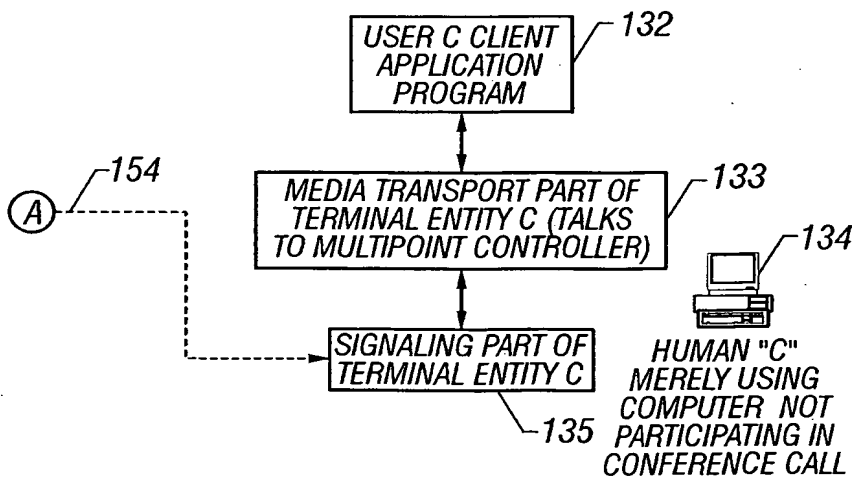 USER C CLIENT
APPLICATION
PROGRAM
132
154
A
MEDIA TRANSPORT PART OF
TERMINAL ENTITY C (TALKS
TO MULTIPOINT CONTROLLER)
133
134
SIGNALING PART OF
TERMINAL ENTITY C
135
HUMAN "C"
MERELY USING
COMPUTER NOT
PARTICIPATING IN
CONFERENCE CALL